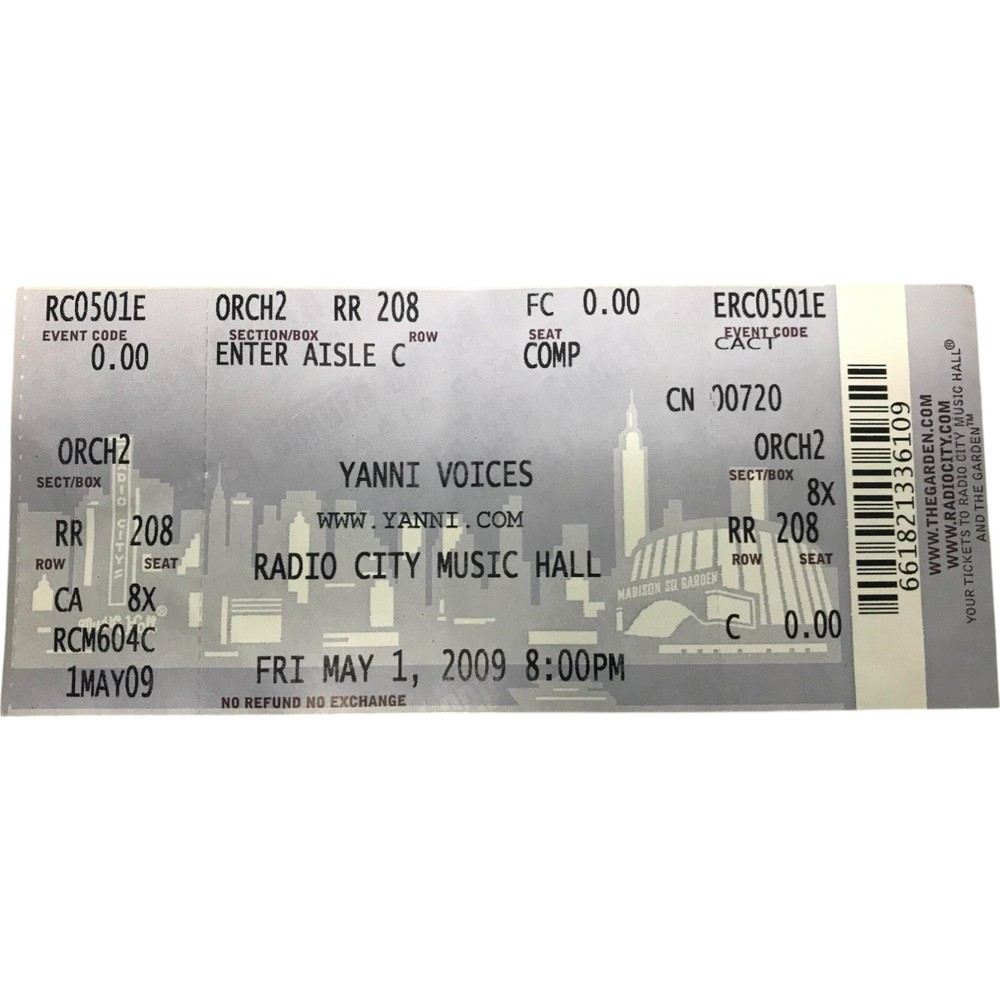 RC0501E
EVENT CODE
0.00
ORCH2
SECT/BOX
RR 208
ROW SEAT
CA 8X
RCM604C
1MAY09
ORCH2 RR 208 FC 0.00
SECTION/BOX ROW SEAT
ENTER AISLE C COMP
YANNI VOICES
WWW.YANNI.COM
RADIO CITY MUSIC HALL
FRI MAY 1, 2009 8:00PM
NO REFUND NO EXCHANGE
MADISON SQ GARDEN
RADIO CITY
ERC0501E
EVENT CODE
CACT
CN 00720
ORCH2
SECT/BOX
8X
RR 208
ROW SEAT
C 0.00
661821336109
WWW.THEGARDEN.COM
WWW.RADIOCITY.COM
YOUR TICKETS TO RADIO CITY MUSIC HALL®
AND THE GARDEN™